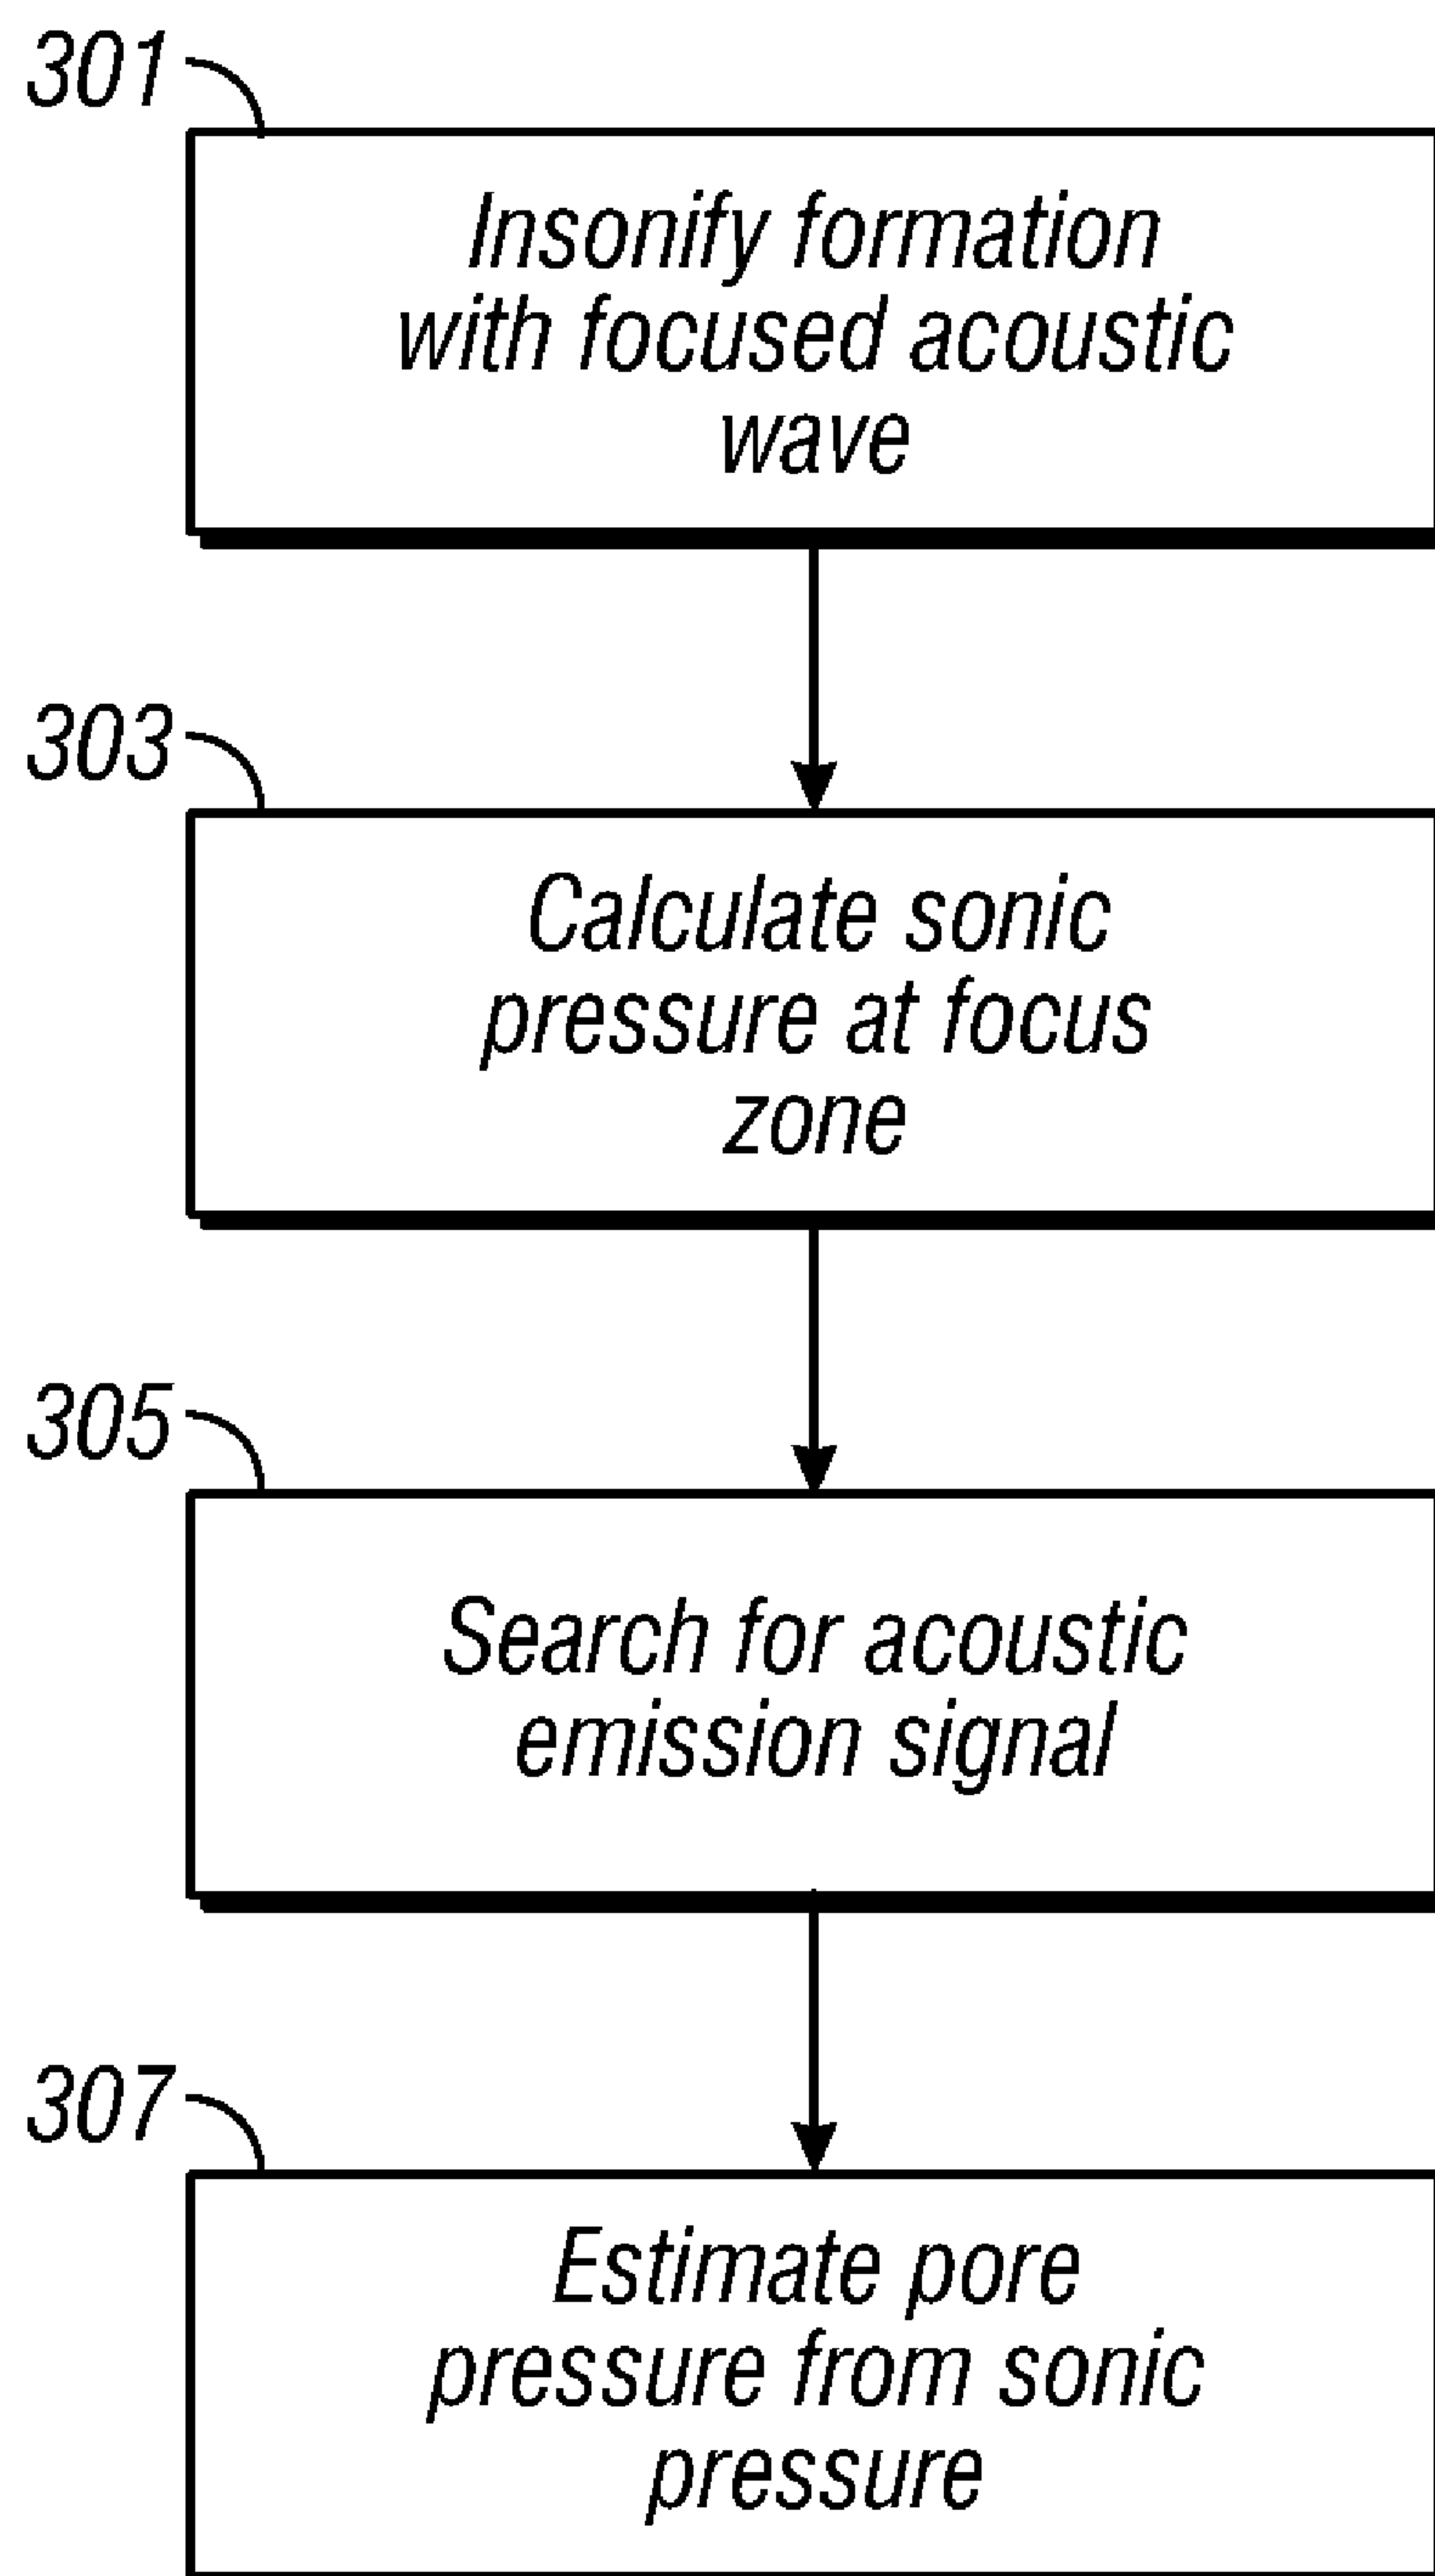 301
Insonify formation
with focused acoustic
wave
303
Calculate sonic
pressure at focus
zone
305
Search for acoustic
emission signal
307
Estimate pore
pressure from sonic
pressure